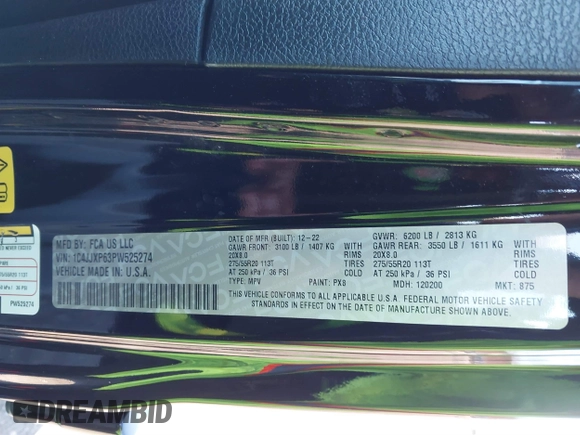 MFD BY: FCA US LLC
DATE OF MFR (BUILT): 12-22
GVWR: 6200 LB / 2813 KG
VIN: 1C4JJXP63PW525274
GAWR FRONT: 3100 LB / 1407 KG
GAWR REAR: 3550 LB / 1611 KG
VEHICLE MADE IN: U.S.A.
20X8.0
RIMS
20X8.0
RIMS
275/55R20 113T
TIRES
275/55R20 113T
TIRES
AT 250 kPa / 36 PSI
COLD
AT 250 kPa / 36 PSI
COLD
TYPE: MPV
PAINT: PX8
MDH: 120200
MKT: 875
THIS VEHICLE CONFORMS TO ALL APPLICABLE U.S.A. FEDERAL MOTOR VEHICLE SAFETY
STANDARDS IN EFFECT ON THE DATE OF MANUFACTURE SHOWN ABOVE.
PW525274
DREAMBID